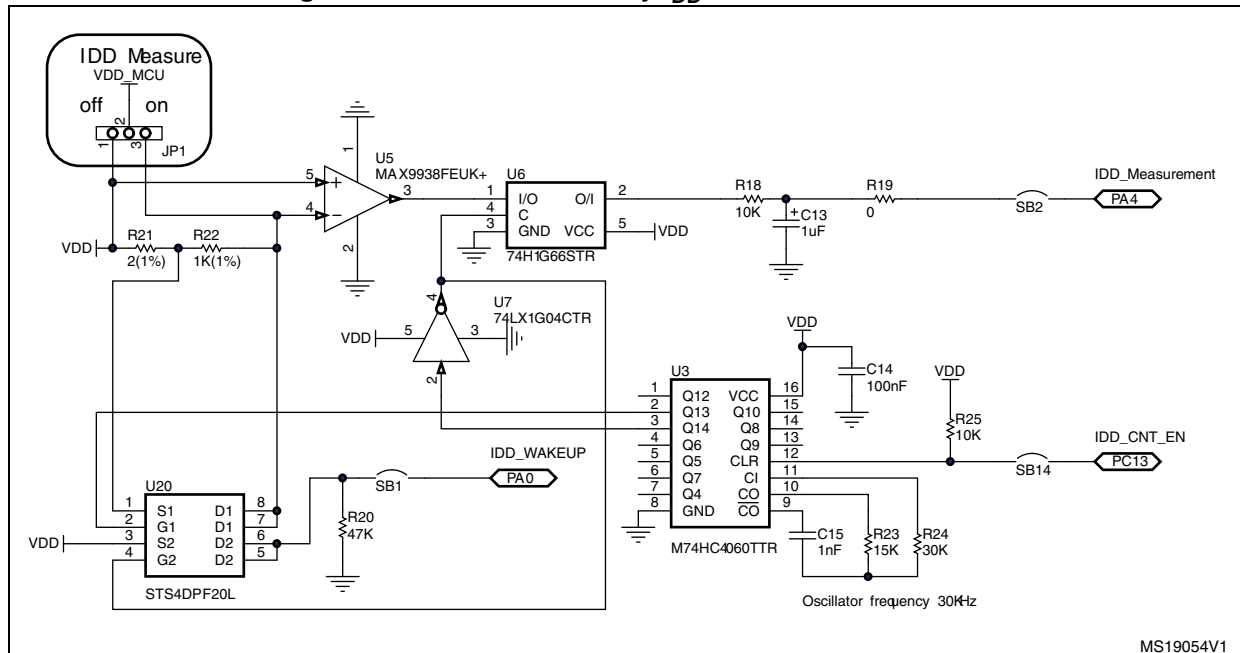 IDD Measure
VDD_MCU
off on
2
1 3
JP1
1
U5
MAX9938FEUK+
5 +
4 -
3
2
U6
1 I/O O/I 2
4 C
3 GND VCC 5
VDD
74H1G66STR
R18
10K
+
C13
1uF
R19
0
SB2
IDD_Measurement
PA4
VDD
R21
2(1%)
R22
1K(1%)
4
U7
74LX1G04CTR
VDD 5 3
2
VDD
C14
100nF
U3
1 Q12 VCC 16
2 Q13 Q10 15
3 Q14 Q8 14
4 Q6 Q9 13
5 Q5 CLR 12
6 Q7 CI 11
7 Q4 CO 10
8 GND CO 9
M74HC4060TTR
VDD
R25
10K
SB14
IDD_CNT_EN
PC13
C15
1nF
R23
15K
R24
30K
Oscillator frequency 30KHz
IDD_WAKEUP
PA0
SB1
R20
47K
U20
1 S1 D1 8
2 G1 D1 7
VDD 3 S2 D2 6
4 G2 D2 5
STS4DPF20L
MS19054V1